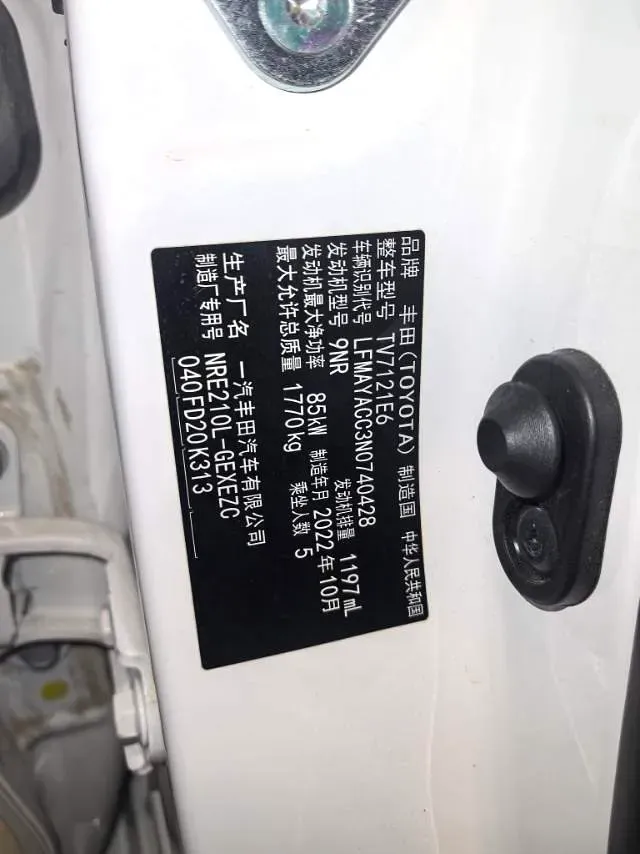 品牌 丰田(TOYOTA) 制造国 中华人民共和国
整车型号 TV7121E6
车辆识别代号 LFMAYACC3N0740428
发动机型号 9NR 发动机排量 1197mL
发动机最大净功率 85kW 制造年月 2022年10月
最大允许总质量 1770kg 乘坐人数 5
生产厂名 一汽丰田汽车有限公司
制造厂专用号 NRE210L-GEXEZC
040FD20K313